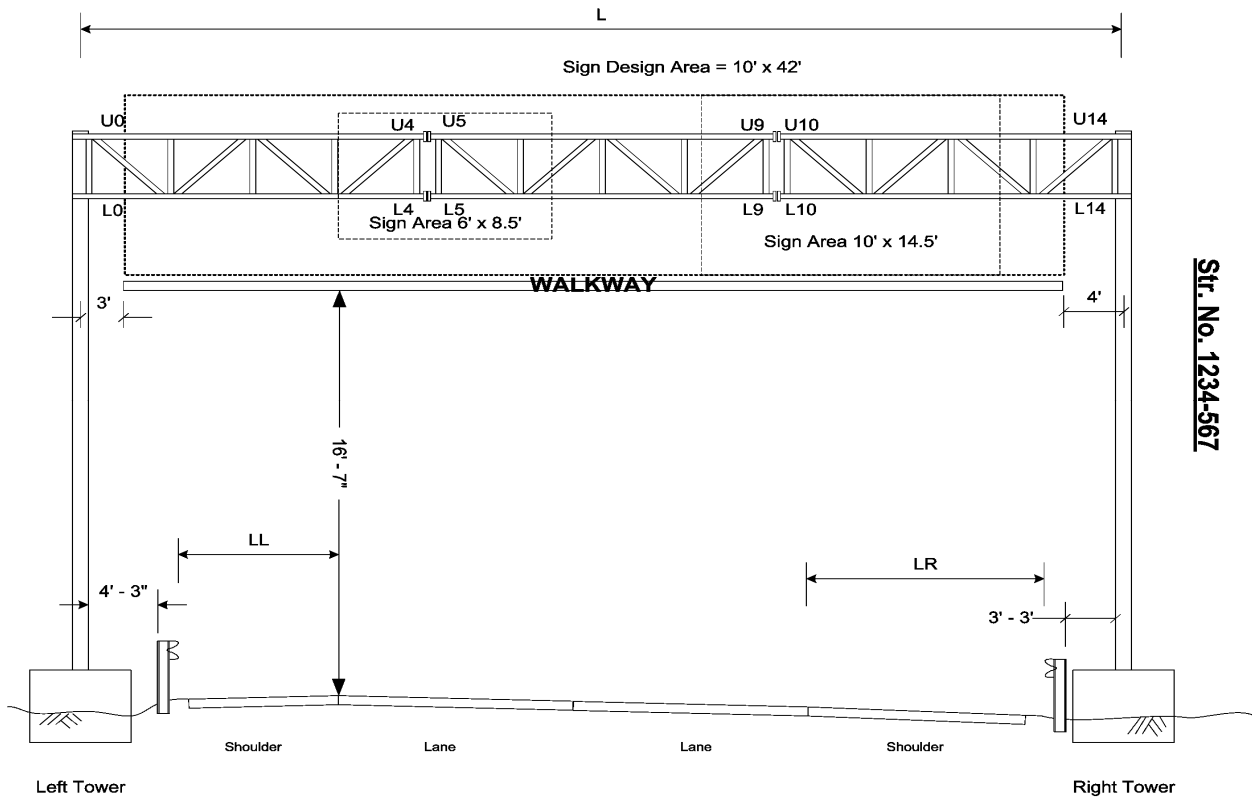 L
Sign Design Area = 10' x 42'
U0
U4
U5
U9
U10
U14
L0
L4
L5
L9
L10
L14
Sign Area 6' x 8.5'
Sign Area 10' x 14.5'
WALKWAY
3'
4'
Str. No. 1234-567
16' - 7"
LL
LR
4' - 3"
3' - 3'
Shoulder
Lane
Lane
Shoulder
Left Tower
Right Tower